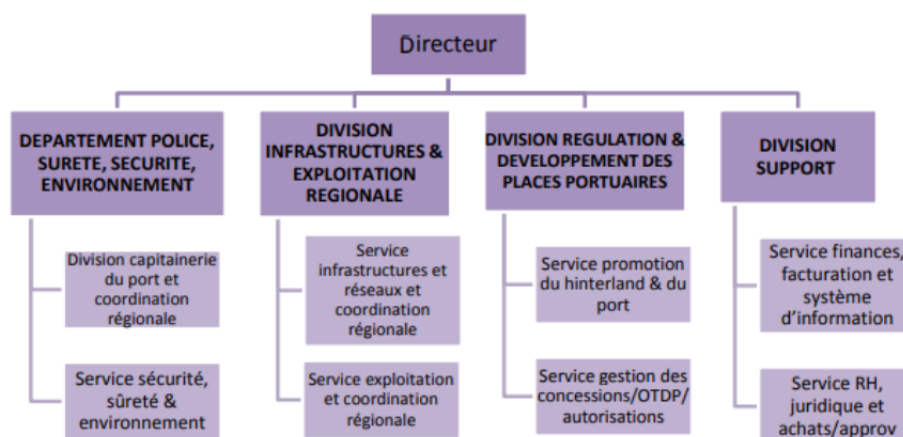 Directeur
DEPARTEMENT POLICE,
SURETE, SECURITE,
ENVIRONNEMENT
DIVISION
INFRASTRUCTURES &
EXPLOITATION
REGIONALE
DIVISION REGULATION &
DEVELOPPEMENT DES
PLACES PORTUAIRES
DIVISION
SUPPORT
Division capitainerie
du port et
coordination
régionale
Service
infrastructures et
réseaux et
coordination
régionale
Service promotion
du hinterland & du
port
Service finances,
facturation et
système
d'information
Service sécurité,
sûreté &
environnement
Service exploitation
et coordination
régionale
Service gestion des
concessions/OTDP/
autorisations
Service RH,
juridique et
achats/approv